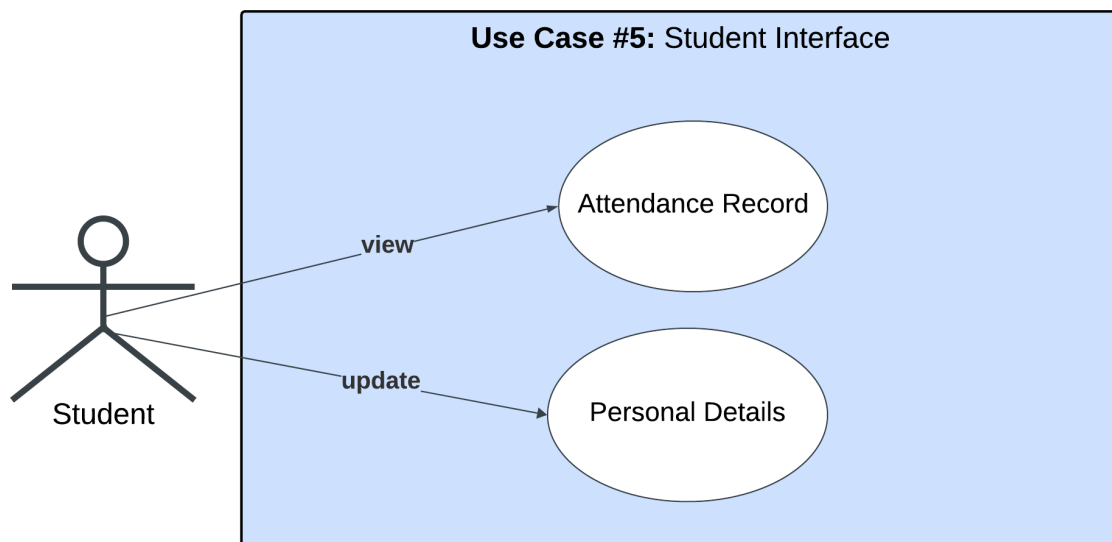 Use Case #5: Student Interface
Attendance Record
view
update
Personal Details
Student